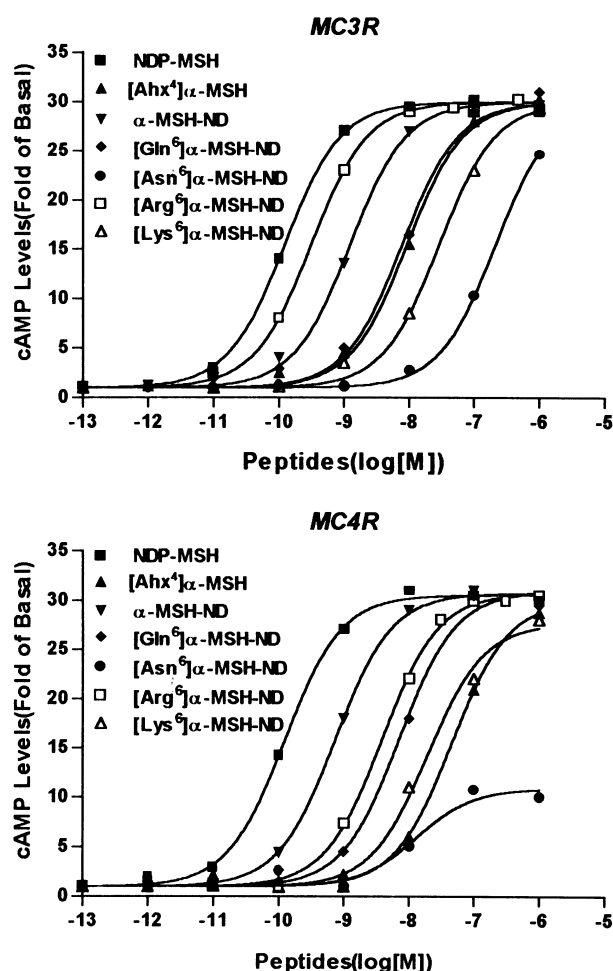 MC3R
cAMP Levels(Fold of Basal)
35
30
25
20
15
10
5
0
NDP-MSH
[Ahx⁴]α-MSH
α-MSH-ND
[Gln⁶]α-MSH-ND
[Asn⁶]α-MSH-ND
[Arg⁶]α-MSH-ND
[Lys⁶]α-MSH-ND
-13 -12 -11 -10 -9 -8 -7 -6 -5
Peptides(log[M])
MC4R
cAMP Levels(Fold of Basal)
35
30
25
20
15
10
5
0
NDP-MSH
[Ahx⁴]α-MSH
α-MSH-ND
[Gln⁶]α-MSH-ND
[Asn⁶]α-MSH-ND
[Arg⁶]α-MSH-ND
[Lys⁶]α-MSH-ND
-13 -12 -11 -10 -9 -8 -7 -6 -5
Peptides(log[M])